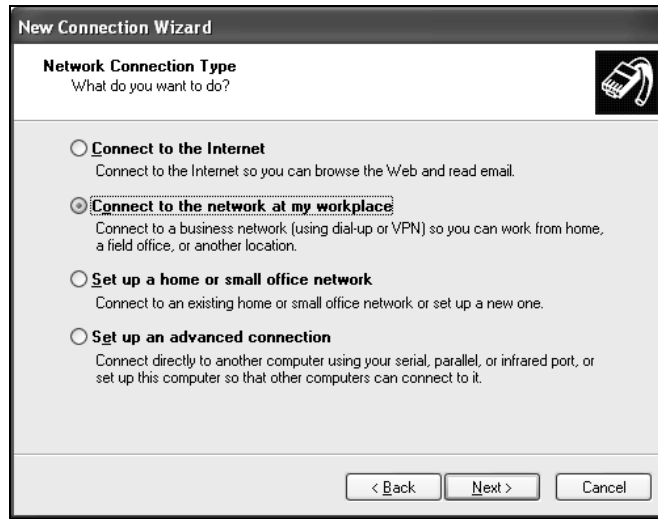 New Connection Wizard
Network Connection Type
What do you want to do?
Connect to the Internet
Connect to the Internet so you can browse the Web and read email.
Connect to the network at my workplace
Connect to a business network (using dial-up or VPN) so you can work from home,
a field office, or another location.
Set up a home or small office network
Connect to an existing home or small office network or set up a new one.
Set up an advanced connection
Connect directly to another computer using your serial, parallel, or infrared port, or
set up this computer so that other computers can connect to it.
< Back Next > Cancel